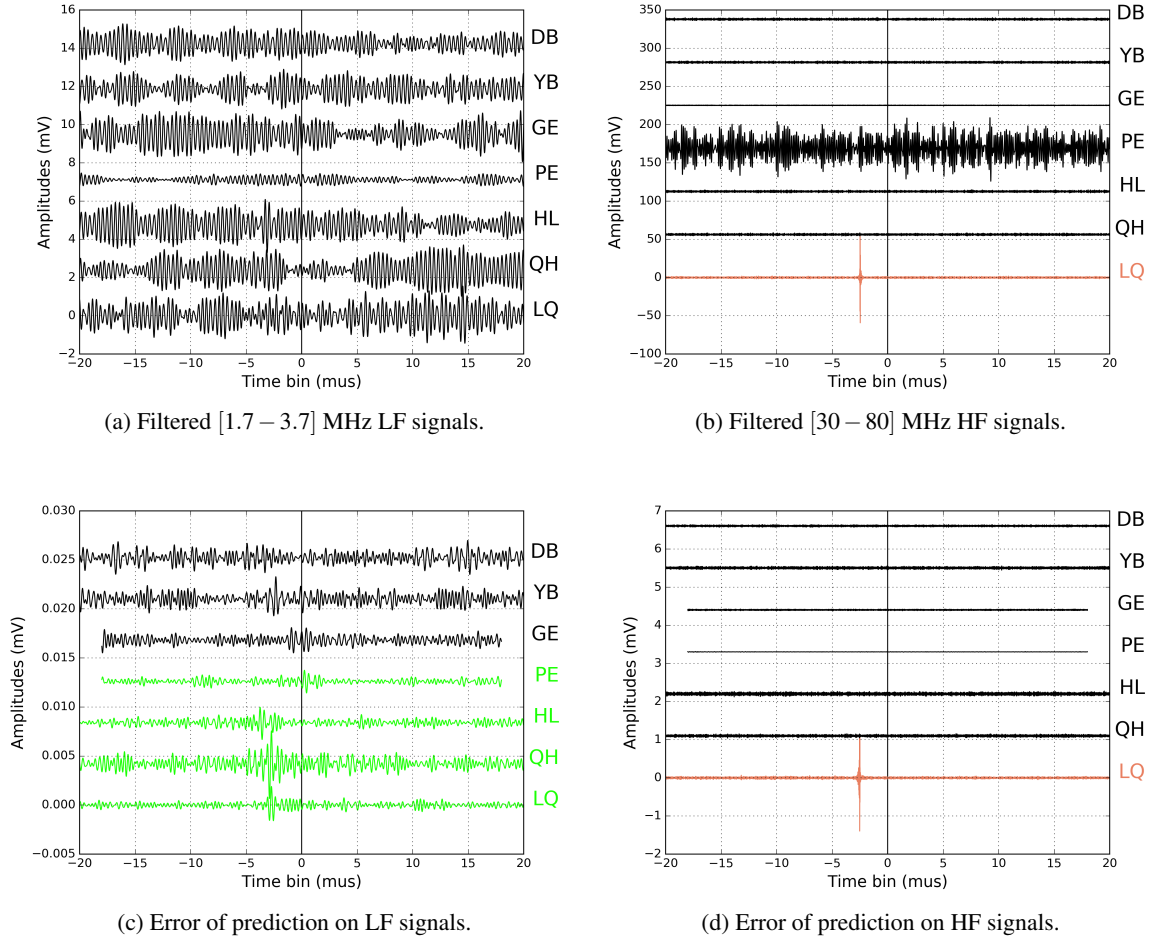 16
14
12
10
8
6
4
2
0
−2
Amplitudes (mV)
DB
YB
GE
PE
HL
QH
LQ
−20 −15 −10 −5 0 5 10 15 20
Time bin (mus)
(a) Filtered [1.7 − 3.7] MHz LF signals.
350
300
250
200
150
100
50
0
−50
−100
Amplitudes (mV)
DB
YB
GE
PE
HL
QH
LQ
−20 −15 −10 −5 0 5 10 15 20
Time bin (mus)
(b) Filtered [30 − 80] MHz HF signals.
0.030
0.025
0.020
0.015
0.010
0.005
0.000
−0.005
Amplitudes (mV)
DB
YB
GE
PE
HL
QH
LQ
−20 −15 −10 −5 0 5 10 15 20
Time bin (mus)
(c) Error of prediction on LF signals.
7
6
5
4
3
2
1
0
−1
−2
Amplitudes (mV)
DB
YB
GE
PE
HL
QH
LQ
−20 −15 −10 −5 0 5 10 15 20
Time bin (mus)
(d) Error of prediction on HF signals.